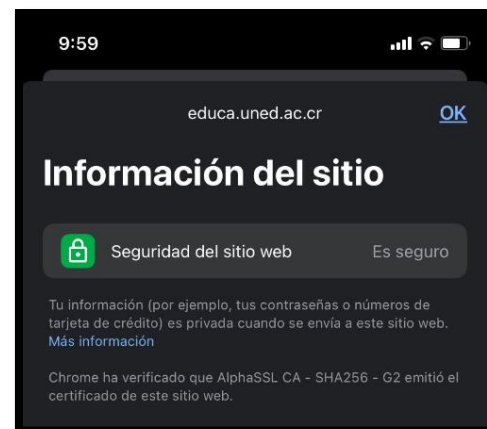 9:59
educa.uned.ac.cr OK
Información del sitio
Seguridad del sitio web Es seguro
Tu información (por ejemplo, tus contraseñas o números de
tarjeta de crédito) es privada cuando se envía a este sitio web.
Más información
Chrome ha verificado que AlphaSSL CA - SHA256 - G2 emitió el
certificado de este sitio web.